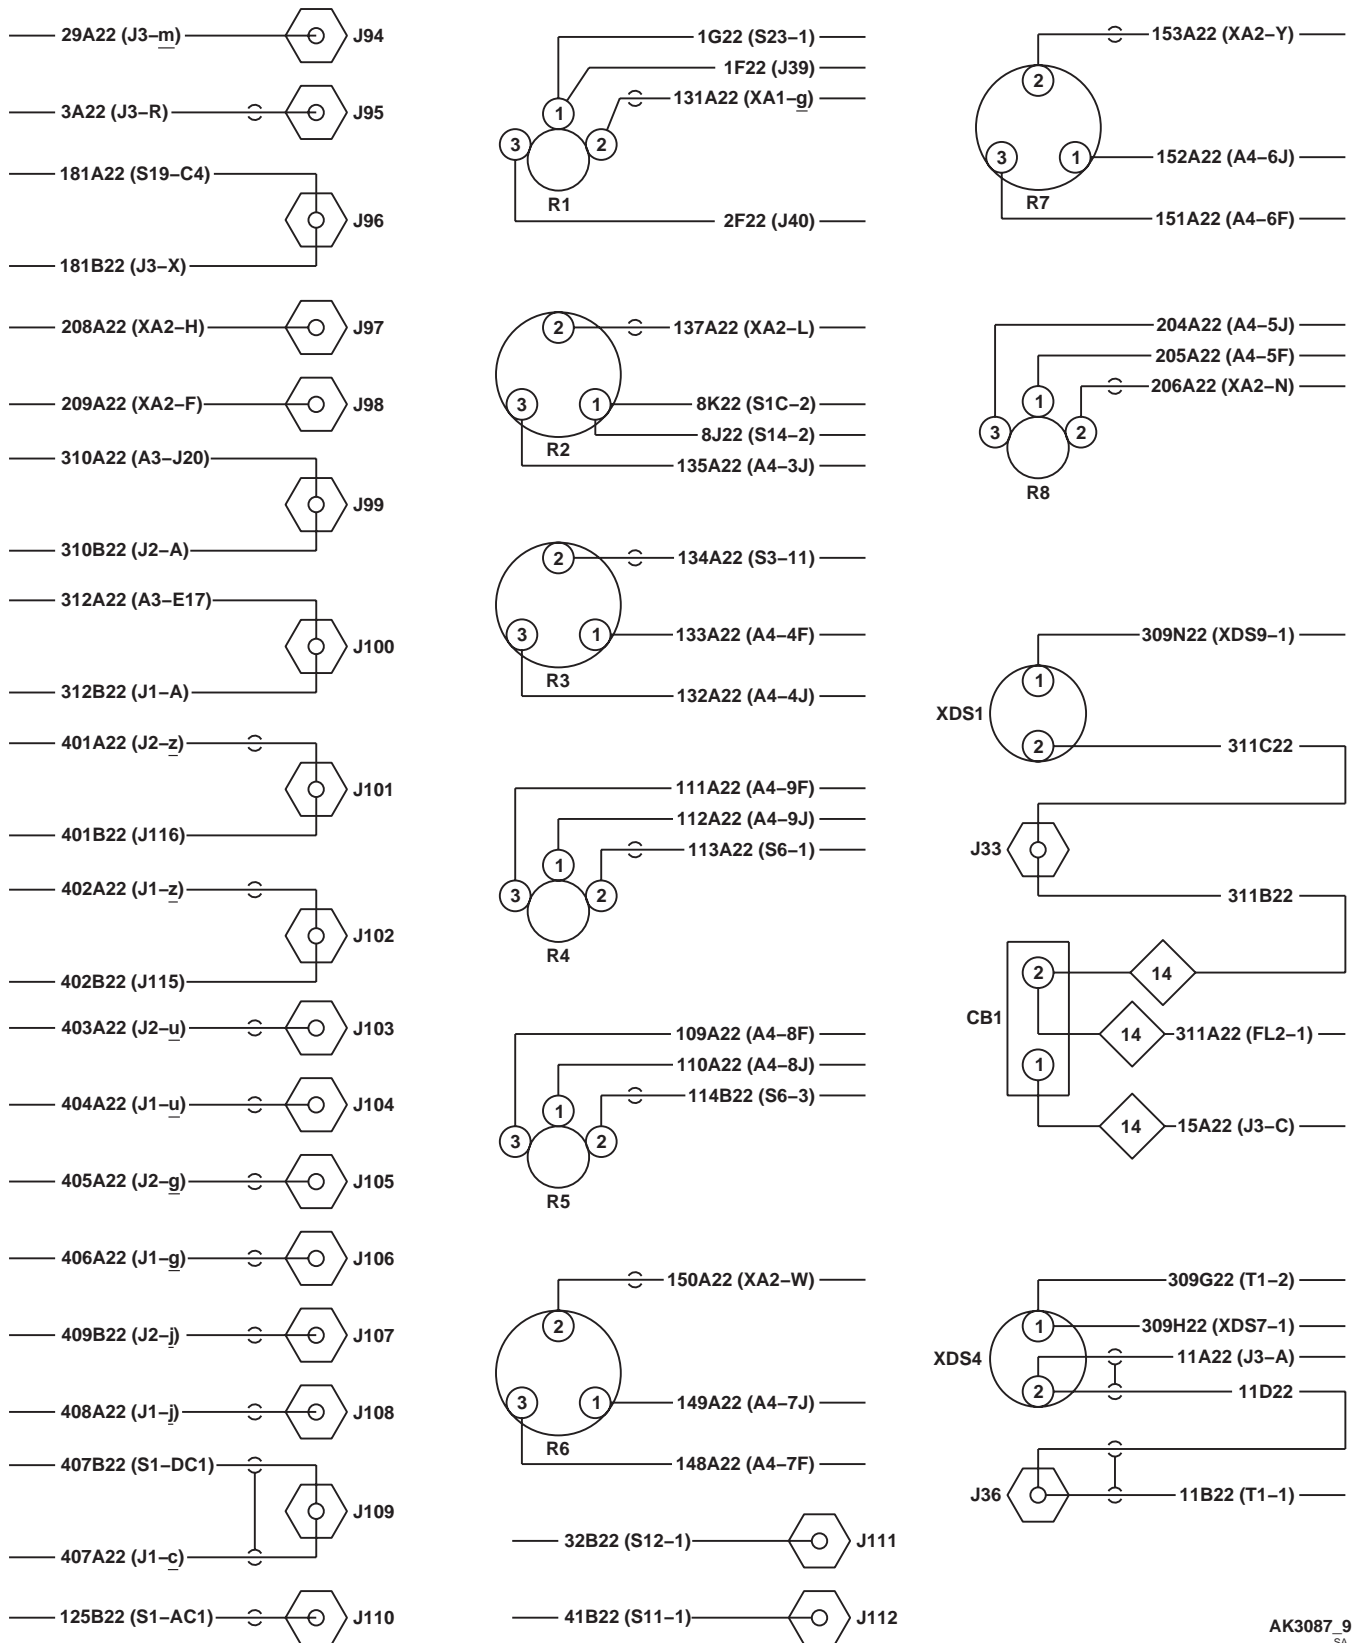 29A22 (J3–m)
J94
3A22 (J3–R)
J95
181A22 (S19–C4)
J96
181B22 (J3–X)
208A22 (XA2–H)
J97
209A22 (XA2–F)
J98
310A22 (A3–J20)
J99
310B22 (J2–A)
312A22 (A3–E17)
J100
312B22 (J1–A)
401A22 (J2–z)
J101
401B22 (J116)
402A22 (J1–z)
J102
402B22 (J115)
403A22 (J2–u)
J103
404A22 (J1–u)
J104
405A22 (J2–g)
J105
406A22 (J1–g)
J106
409B22 (J2–j)
J107
408A22 (J1–j)
J108
407B22 (S1–DC1)
J109
407A22 (J1–c)
125B22 (S1–AC1)
J110
1G22 (S23–1)
1F22 (J39)
131A22 (XA1–g)
1
3
2
R1
2F22 (J40)
2
137A22 (XA2–L)
3
1
8K22 (S1C–2)
8J22 (S14–2)
R2
135A22 (A4–3J)
2
134A22 (S3–11)
3
1
133A22 (A4–4F)
R3
132A22 (A4–4J)
111A22 (A4–9F)
112A22 (A4–9J)
113A22 (S6–1)
1
3
2
R4
109A22 (A4–8F)
110A22 (A4–8J)
114B22 (S6–3)
1
3
2
R5
150A22 (XA2–W)
2
3
1
149A22 (A4–7J)
R6
148A22 (A4–7F)
32B22 (S12–1)
J111
41B22 (S11–1)
J112
153A22 (XA2–Y)
2
3
1
152A22 (A4–6J)
R7
151A22 (A4–6F)
204A22 (A4–5J)
205A22 (A4–5F)
206A22 (XA2–N)
1
3
2
R8
309N22 (XDS9–1)
1
XDS1
2
311C22
J33
311B22
2
14
CB1
14
311A22 (FL2–1)
1
14
15A22 (J3–C)
309G22 (T1–2)
1
309H22 (XDS7–1)
XDS4
11A22 (J3–A)
2
11D22
J36
11B22 (T1–1)
AK3087_9
SA